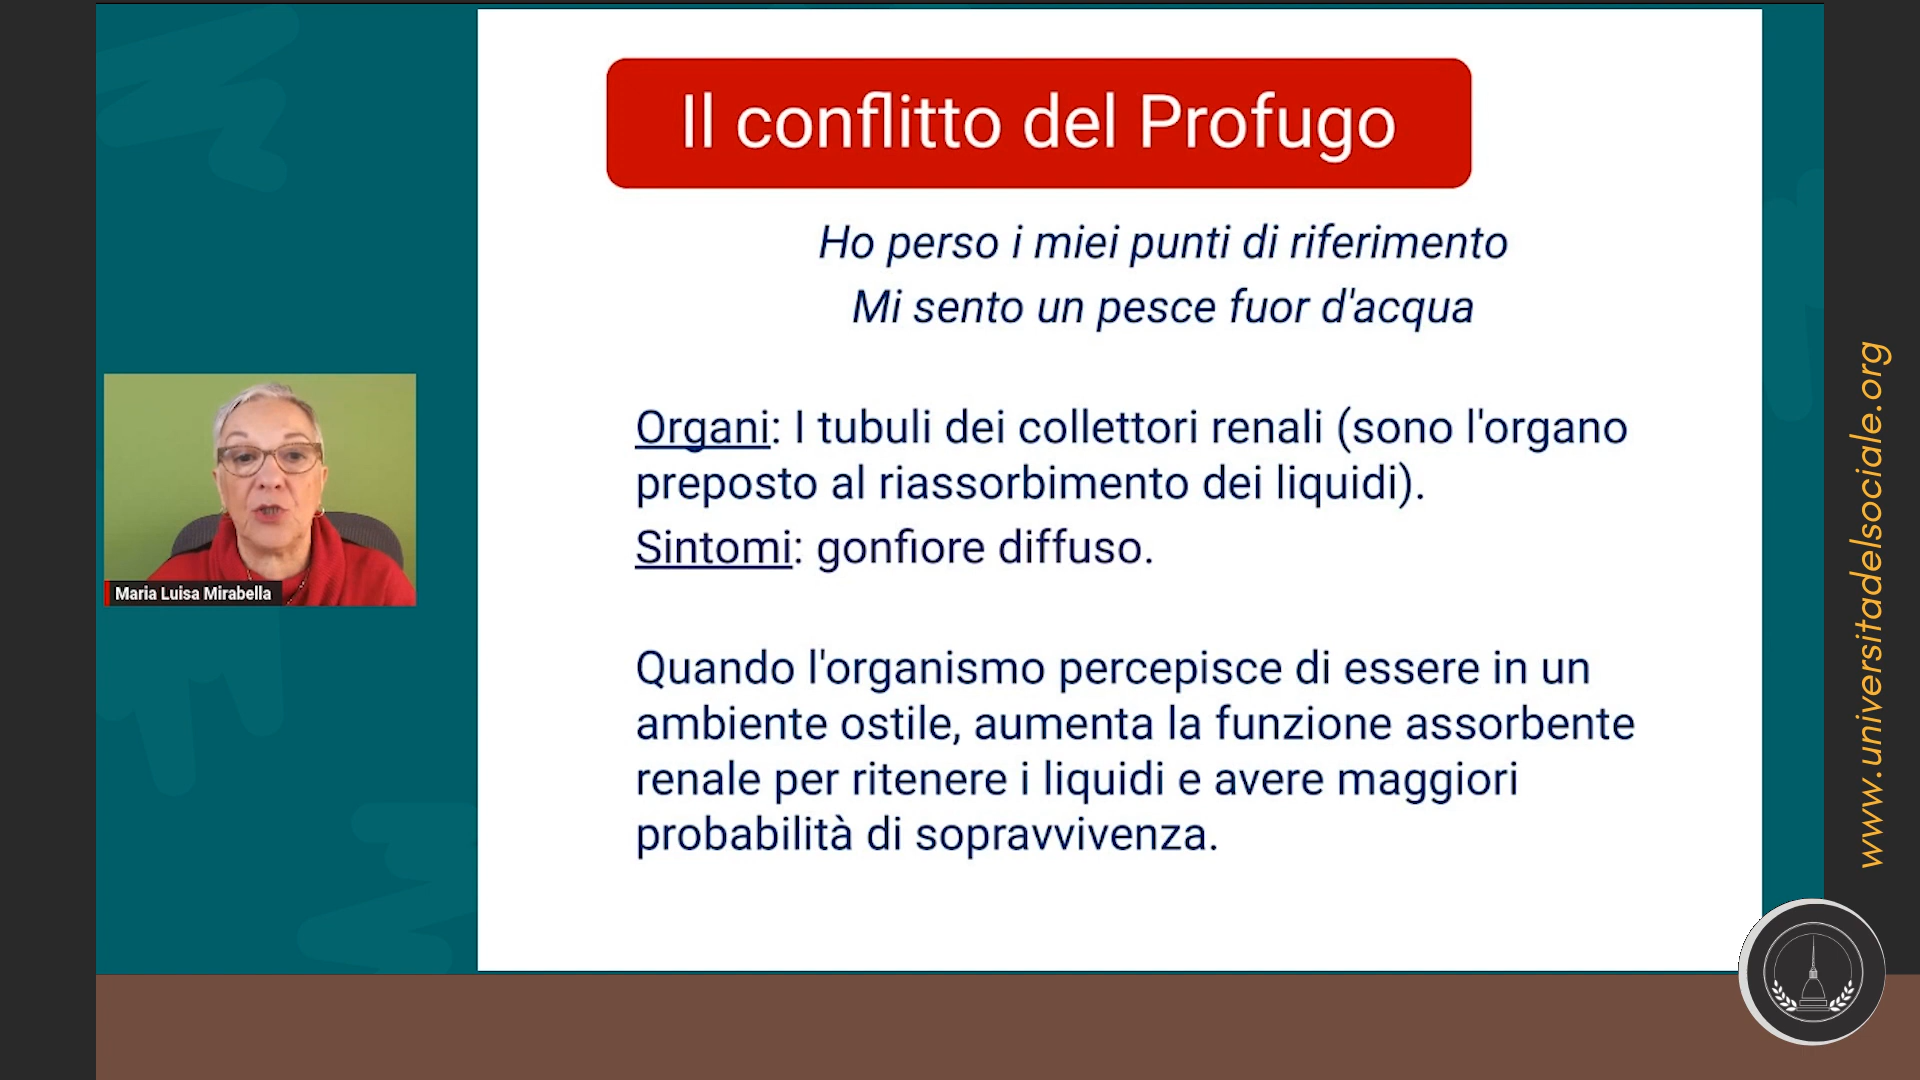 Il conflitto del Profugo
Ho perso i miei punti di riferimento
Mi sento un pesce fuor d'acqua
Organi: I tubuli dei collettori renali (sono l'organo
preposto al riassorbimento dei liquidi).
Sintomi: gonfiore diffuso.
Quando l'organismo percepisce di essere in un
ambiente ostile, aumenta la funzione assorbente
renale per ritenere i liquidi e avere maggiori
probabilità di sopravvivenza.
Maria Luisa Mirabella
www.universitadelsociale.org